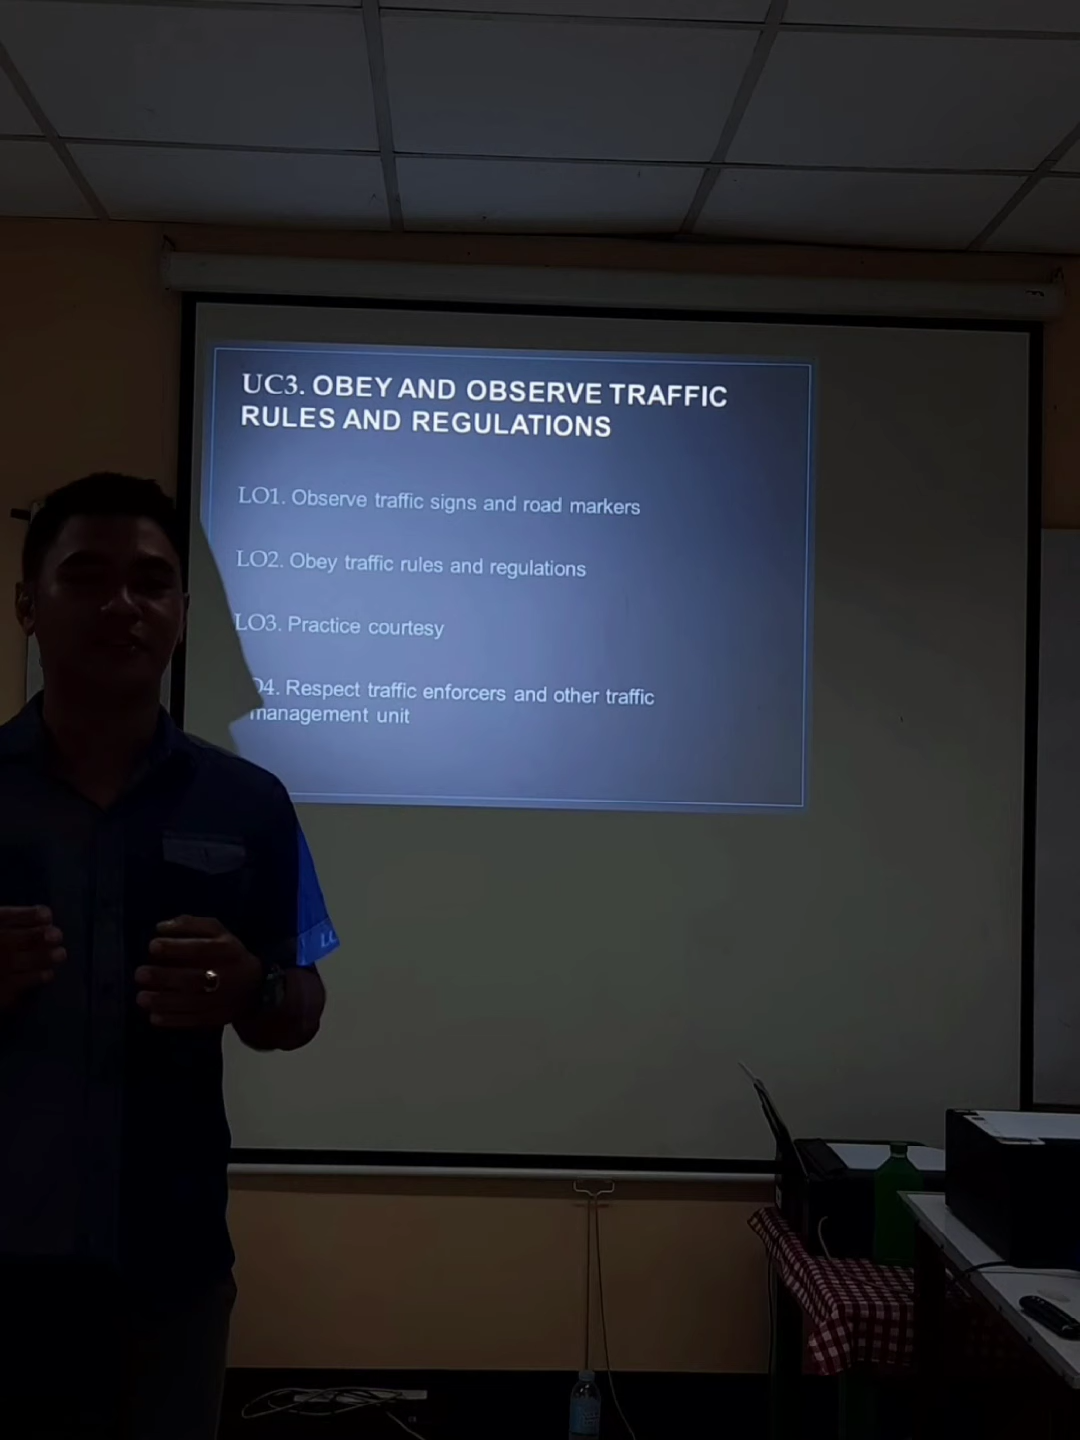 UC3. OBEY AND OBSERVE TRAFFIC
RULES AND REGULATIONS
LO1. Observe traffic signs and road markers
LO2. Obey traffic rules and regulations
LO3. Practice courtesy
O4. Respect traffic enforcers and other traffic
management unit